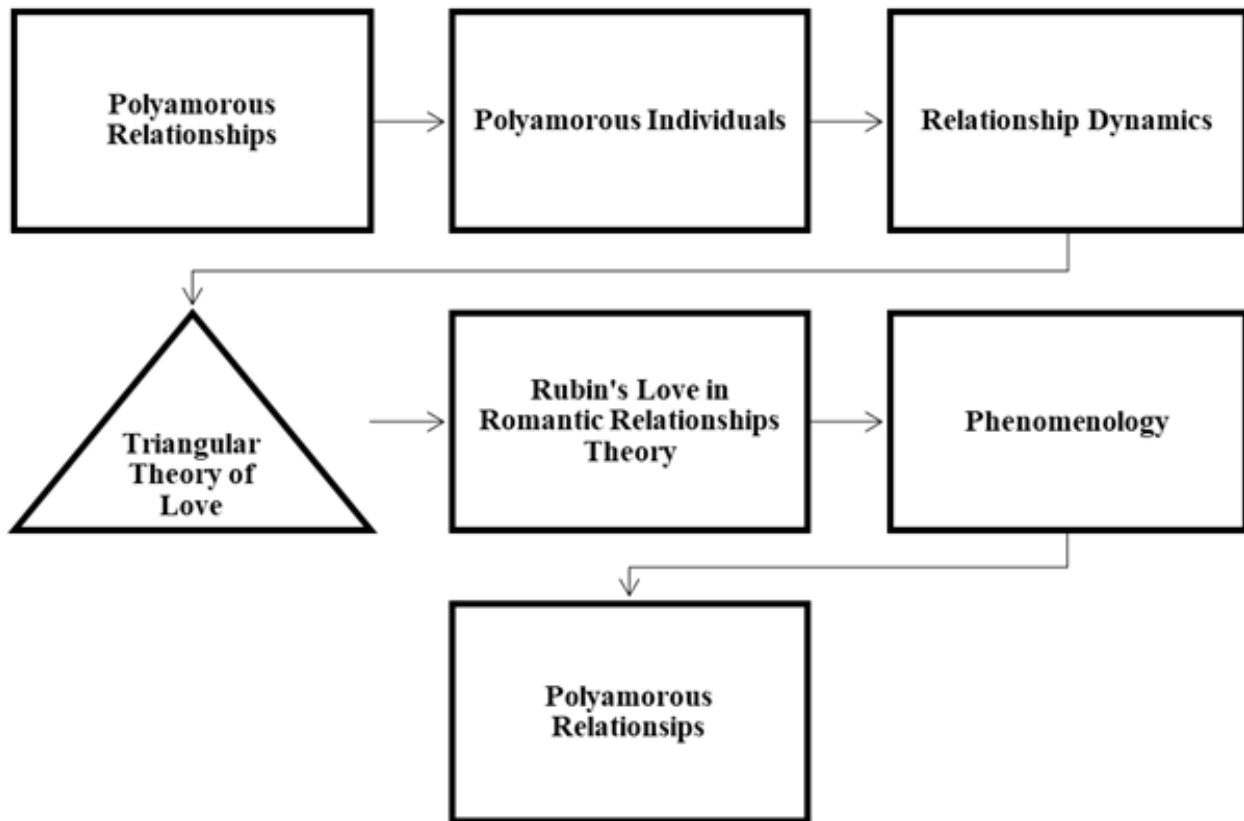 Polyamorous
Relationships
Polyamorous Individuals
Relationship Dynamics
Triangular
Theory of
Love
Rubin's Love in
Romantic Relationships
Theory
Phenomenology
Polyamorous
Relationsips